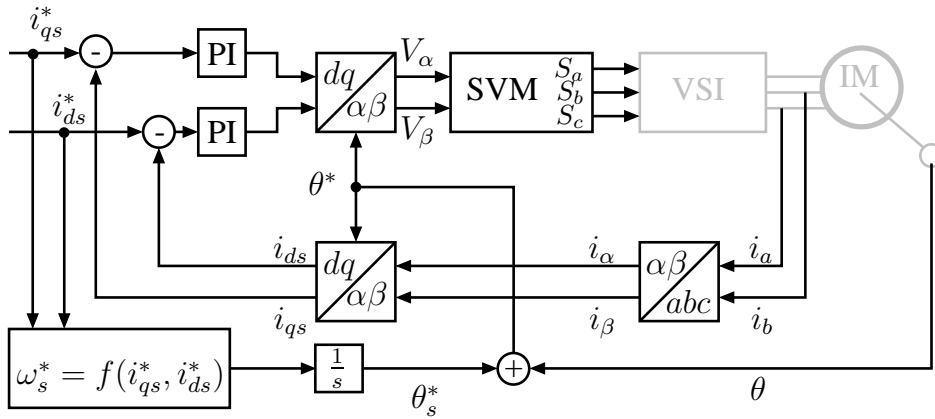 i*qs
-
PI
i*ds
-
PI
dq
αβ
Vα
Vβ
SVM
Sa
Sb
Sc
VSI
IM
θ*
ids
dq
αβ
iqs
iα
iβ
αβ
abc
ia
ib
ω*s = f(i*qs, i*ds)
1
s
θ*s
+
θ